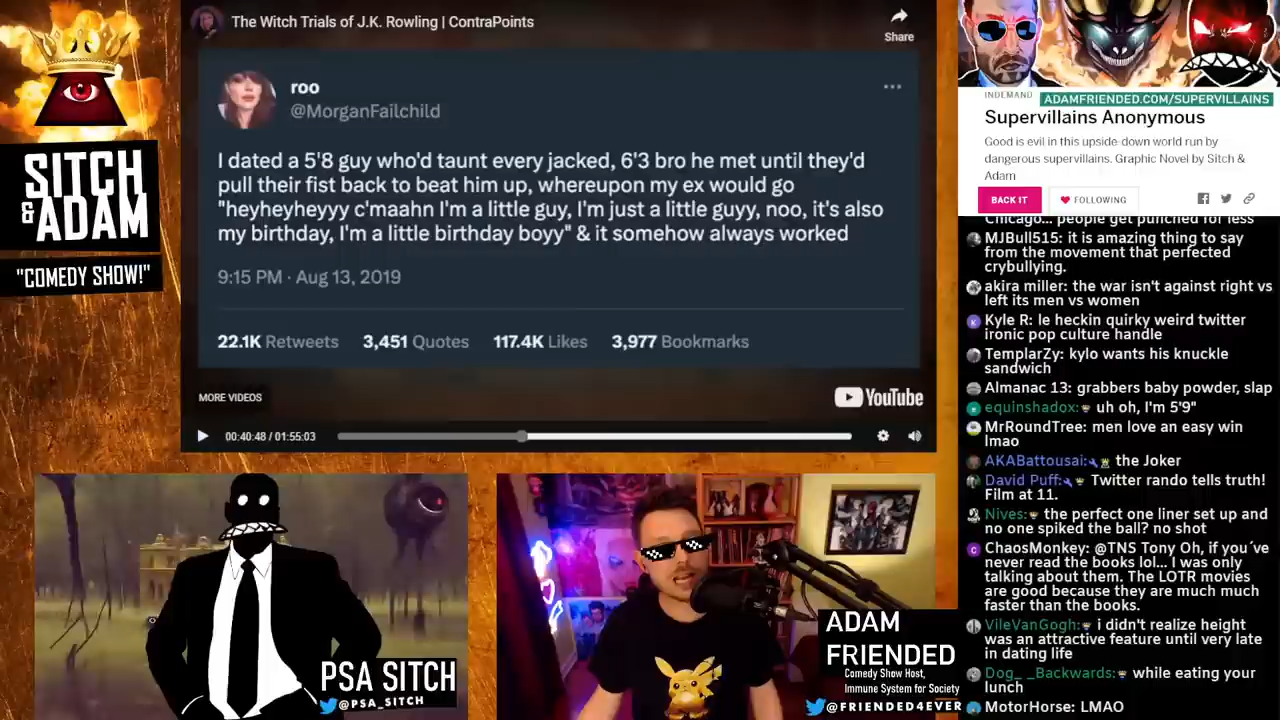 The Witch Trials of J.K. Rowling | ContraPoints
Share
roo
@MorganFailchild
I dated a 5'8 guy who'd taunt every jacked, 6'3 bro he met until they'd
pull their fist back to beat him up, whereupon my ex would go
"heyheyheyyy c'maahn I'm a little guy, I'm just a little guyy, noo, it's also
my birthday, I'm a little birthday boyy" & it somehow always worked
9:15 PM · Aug 13, 2019
22.1K Retweets 3,451 Quotes 117.4K Likes 3,977 Bookmarks
MORE VIDEOS
YouTube
00:40:48 / 01:55:03
SITCH
& ADAM
"COMEDY SHOW!"
PSA SITCH
@PSA_SITCH
ADAM
FRIENDED
Comedy Show Host,
Immune System for Society
@FRIENDED4EVER
INDEMAND
ADAMFRIENDED.COM/SUPERVILLAINS
Supervillains Anonymous
Good is evil in this upside-down world run by
dangerous supervillains. Graphic Novel by Sitch &
Adam
BACK IT
FOLLOWING
Chicago... people get punched for less
MJBull515: it is amazing thing to say
from the movement that perfected
crybullying.
akira miller: the war isn't against right vs
left its men vs women
Kyle R: le heckin quirky weird twitter
ironic pop culture handle
TemplarZy: kylo wants his knuckle
sandwich
Almanac 13: grabbers baby powder, slap
equinshadox: uh oh, I'm 5'9"
MrRoundTree: men love an easy win
lmao
AKABattousai: the Joker
David Puff: Twitter rando tells truth!
Film at 11.
Nives: the perfect one liner set up and
no one spiked the ball? no shot
ChaosMonkey: @TNS Tony Oh, if you´ve
never read the books lol... I was only
talking about them. The LOTR movies
are good because they are much much
faster than the books.
VileVanGogh: i didn't realize height
was an attractive feature until very late
in dating life
Dog_ _Backwards: while eating your
lunch
MotorHorse: LMAO